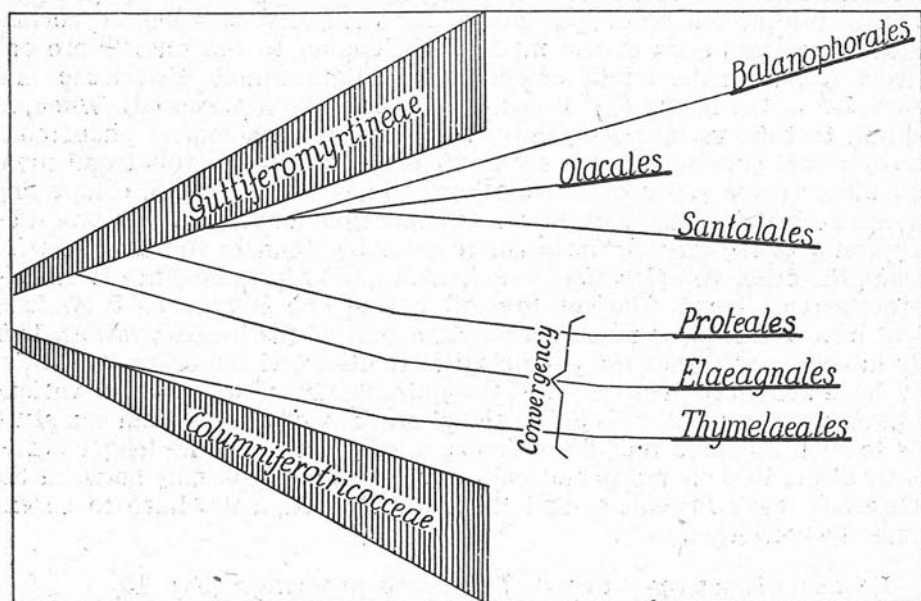 Balanophorales
Guttiferomyrtineae
Olacales
Santalales
Proteales
Convergency
Elaeagnales
Thymelaeales
Columniferotricocceae